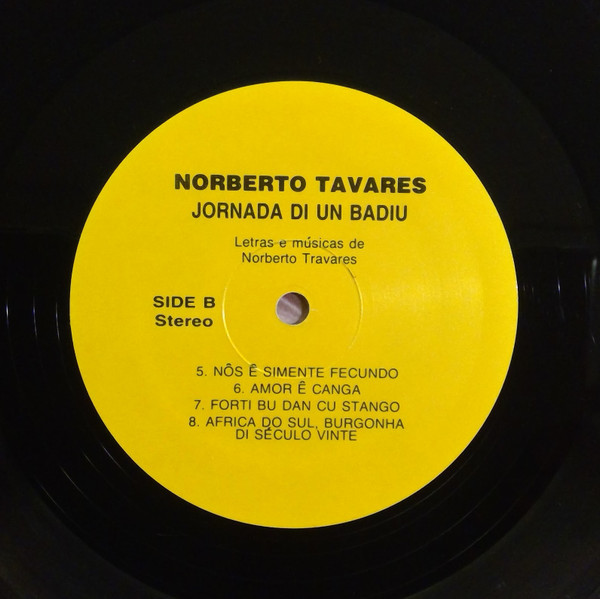 NORBERTO TAVARES
JORNADA DI UN BADIU
Letras e músicas de
Norberto Travares
SIDE B
Stereo
5. NÔS Ê SIMENTE FECUNDO
6. AMOR Ê CANGA
7. FORTI BU DAN CU STANGO
8. AFRICA DO SUL, BURGONHA
DI SÉCULO VINTE